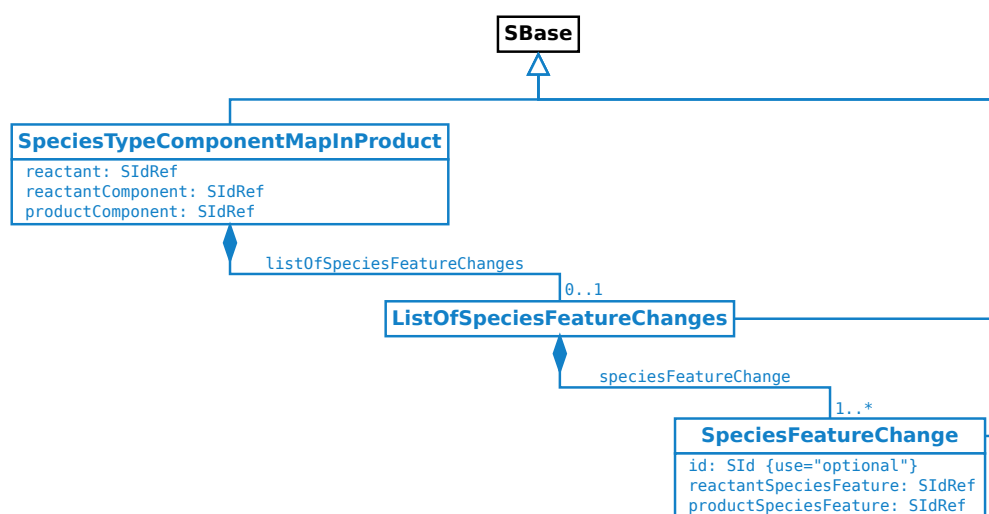 SBase
SpeciesTypeComponentMapInProduct
reactant: SIdRef
reactantComponent: SIdRef
productComponent: SIdRef
listOfSpeciesFeatureChanges
0..1
ListOfSpeciesFeatureChanges
speciesFeatureChange
1..*
SpeciesFeatureChange
id: SId {use="optional"}
reactantSpeciesFeature: SIdRef
productSpeciesFeature: SIdRef